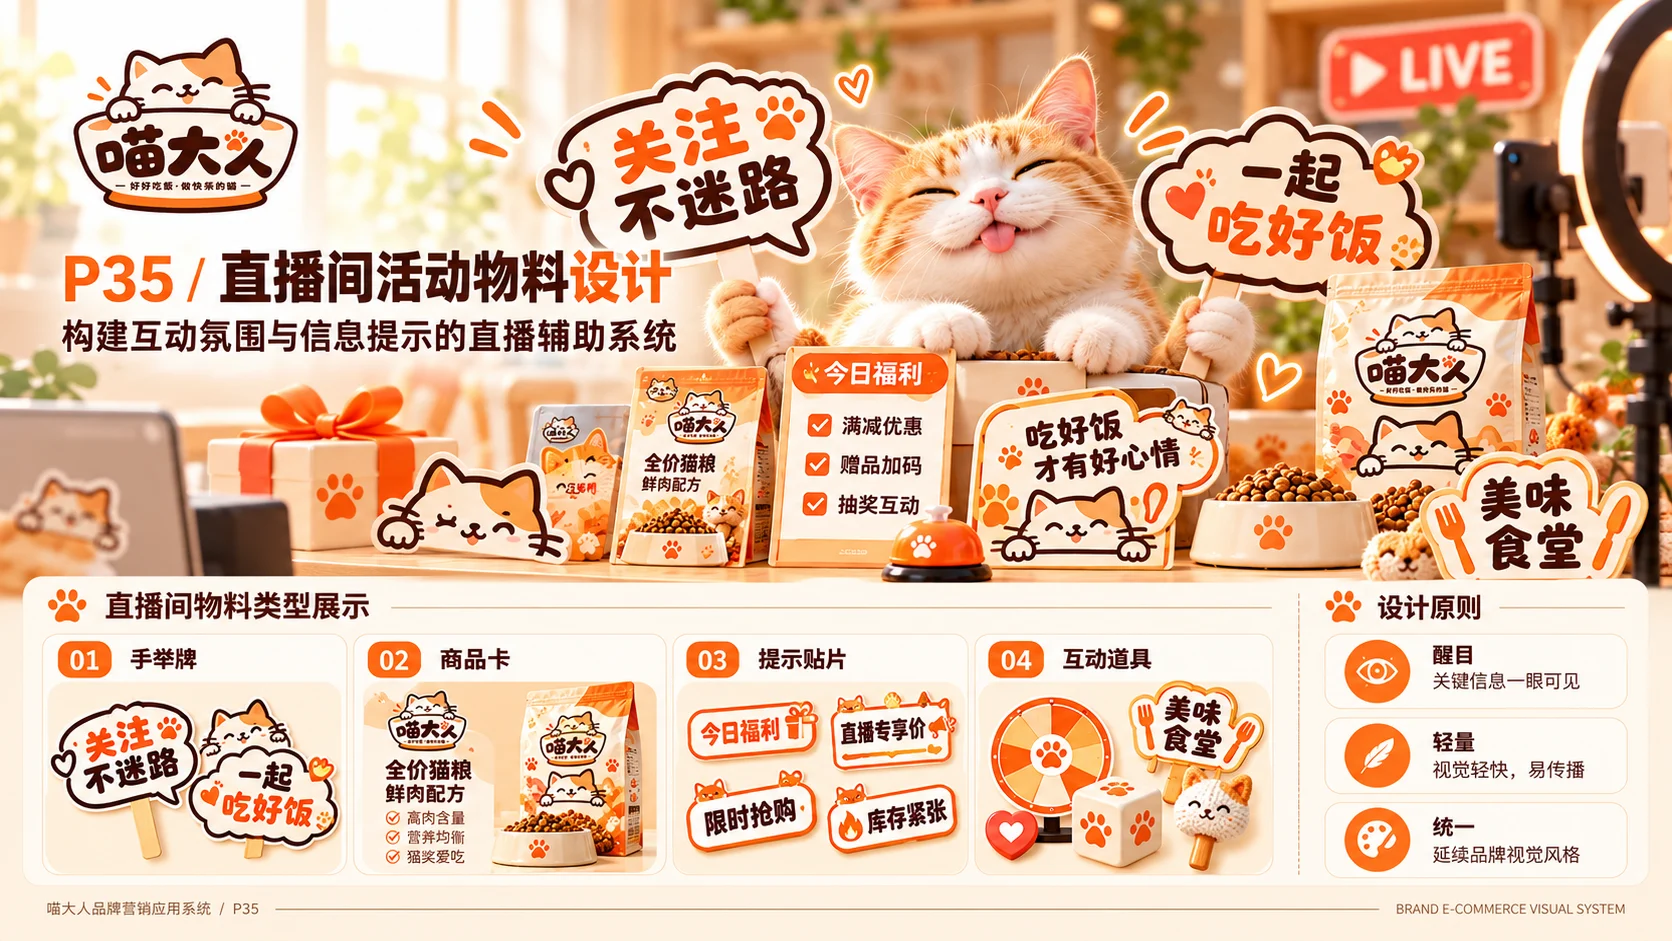 喵大人
好好吃飯·做快樂的貓
P35 / 直播间活动物料设计
构建互动氛围与信息提示的直播辅助系统
关注
不迷路
一起
吃好饭
LIVE
喵大人
喵大人
全价猫粮
鲜肉配方
今日福利
满减优惠
赠品加码
抽奖互动
吃好饭
才有好心情
美味
食堂
直播间物料类型展示
01 手举牌
关注
不迷路
一起
吃好饭
02 商品卡
喵大人
全价猫粮
鲜肉配方
高肉含量
喵大人
03 提示贴片
今日福利
直播专享价
限时抢购
库存紧张
04 互动道具
美味
食堂
设计原则
醒目
关键信息一眼可见
轻量
视觉轻快，易传播
统一
延续品牌视觉风格
喵大人品牌营销应用系统 / P35
BRAND E-COMMERCE VISUAL SYSTEM